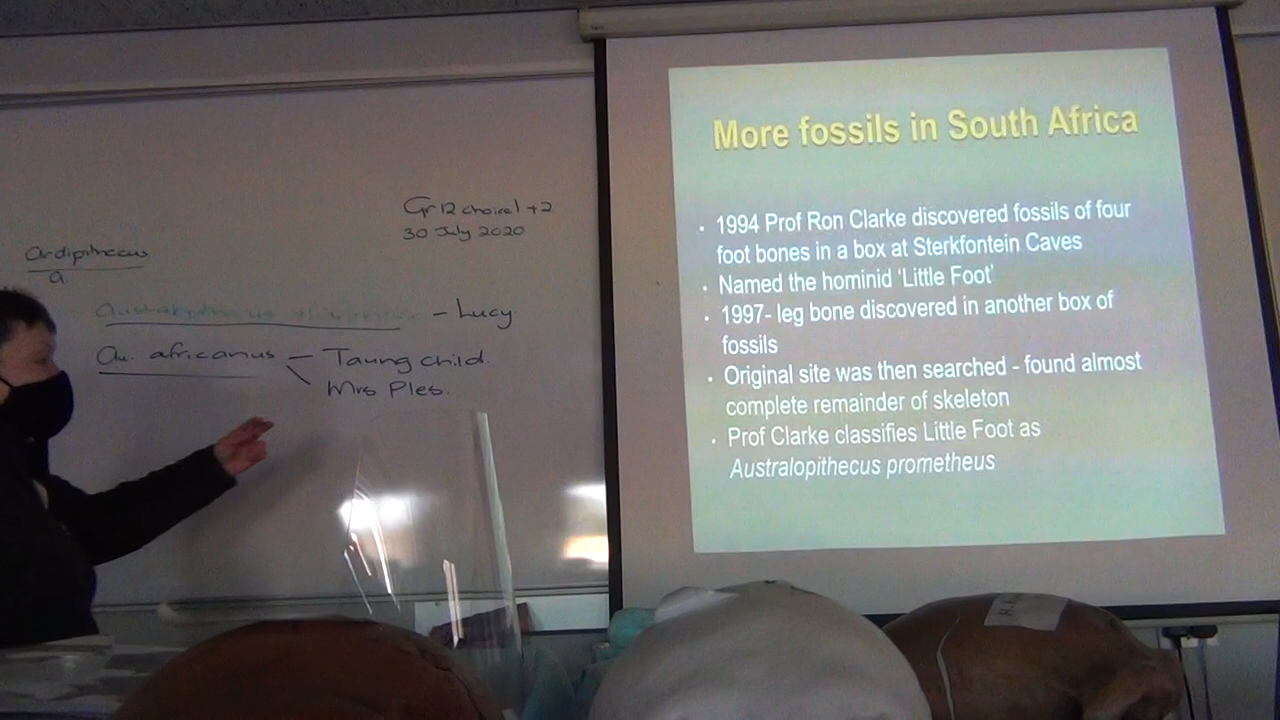 Gr 12 choice 1 + 2
30 July 2020
Ardipithecus
a.
– Lucy.
Au. africanus – Taung child.
Mrs Ples.
More fossils in South Africa
• 1994 Prof Ron Clarke discovered fossils of four
foot bones in a box at Sterkfontein Caves
• Named the hominid ‘Little Foot’
• 1997- leg bone discovered in another box of
fossils
• Original site was then searched - found almost
complete remainder of skeleton
• Prof Clarke classifies Little Foot as
Australopithecus prometheus